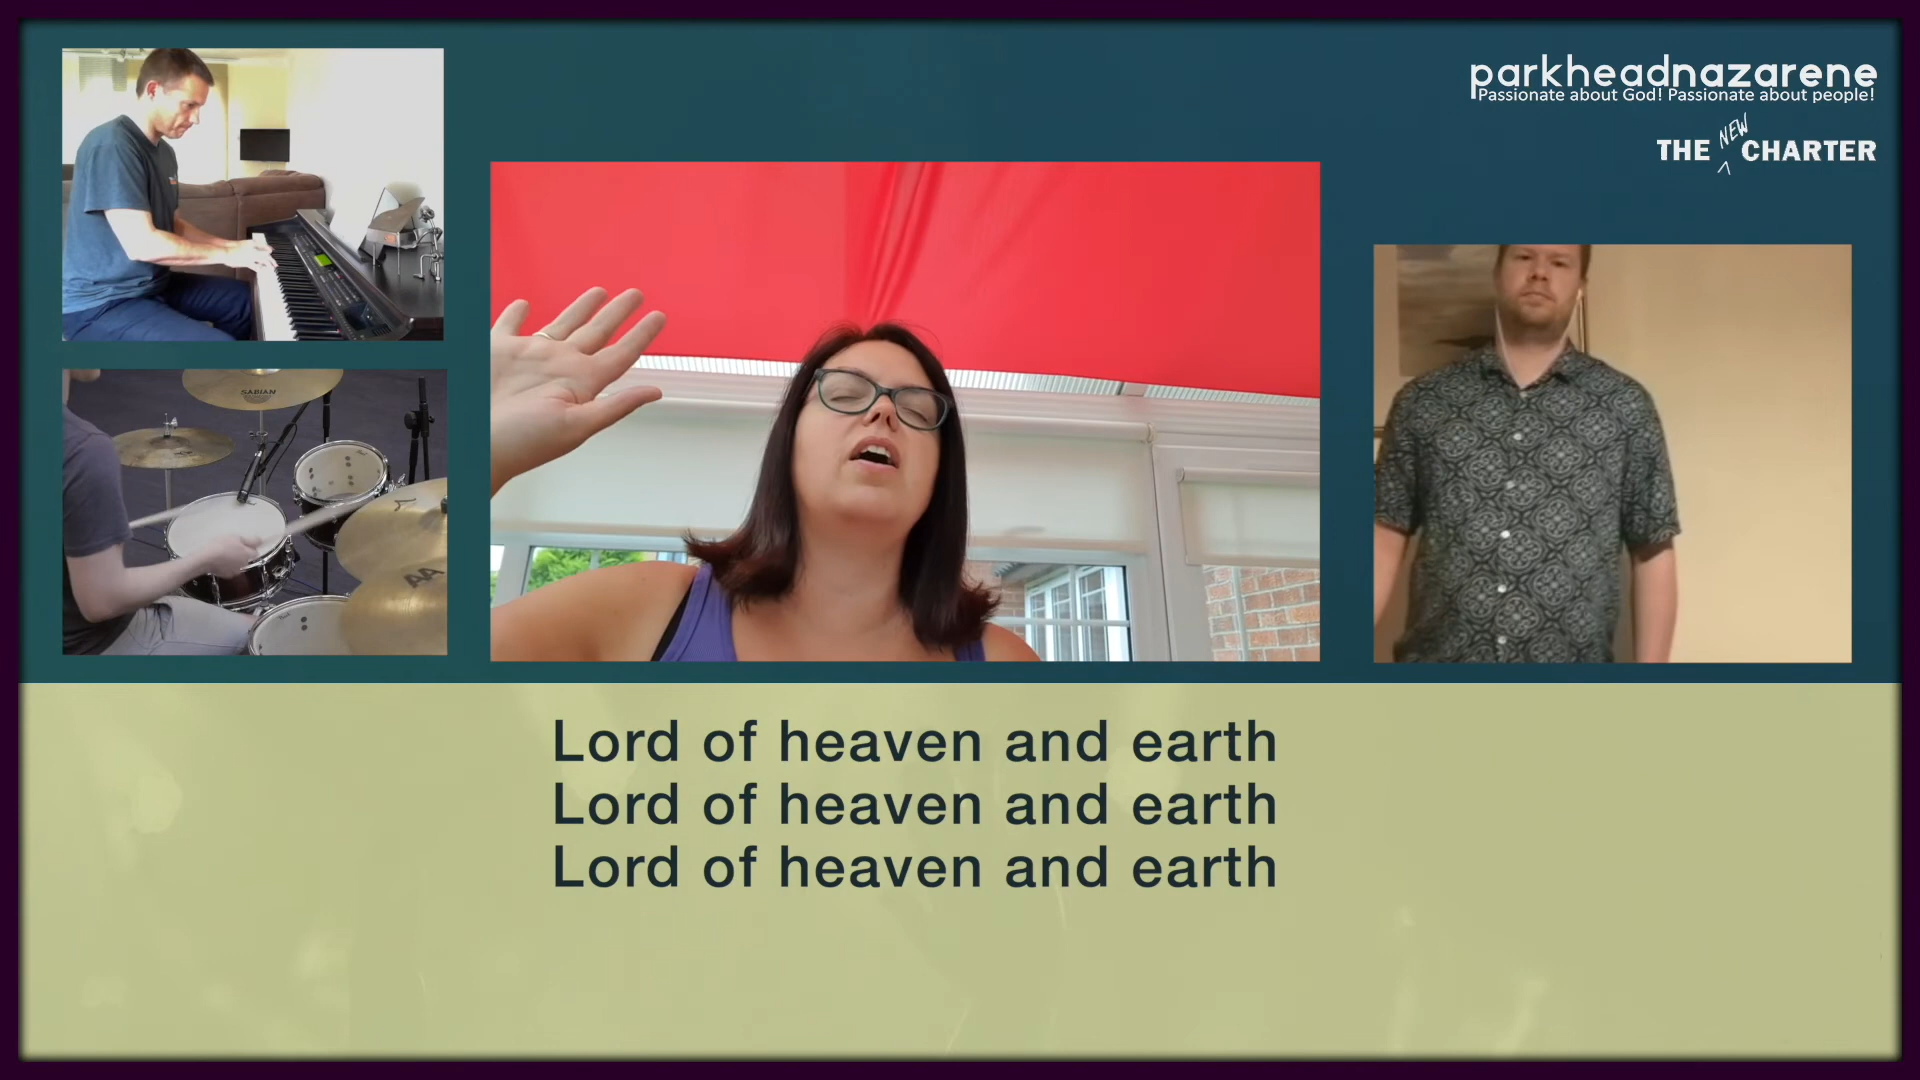 parkheadnazarene
Passionate about God! Passionate about people!
THE NEW CHARTER
SABIAN
AA
Lord of heaven and earth
Lord of heaven and earth
Lord of heaven and earth